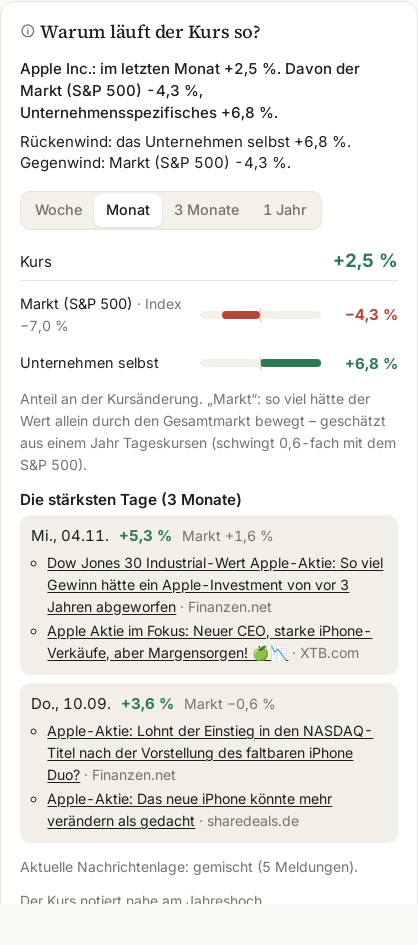 Warum läuft der Kurs so?
Apple Inc.: im letzten Monat +2,5 %. Davon der
Markt (S&P 500) -4,3 %,
Unternehmensspezifisches +6,8 %.
Rückenwind: das Unternehmen selbst +6,8 %.
Gegenwind: Markt (S&P 500) -4,3 %.
Woche Monat 3 Monate 1 Jahr
Kurs +2,5 %
Markt (S&P 500) · Index
−7,0 % −4,3 %
Unternehmen selbst +6,8 %
Anteil an der Kursänderung. „Markt“: so viel hätte der
Wert allein durch den Gesamtmarkt bewegt – geschätzt
aus einem Jahr Tageskursen (schwingt 0,6-fach mit dem
S&P 500).
Die stärksten Tage (3 Monate)
Mi., 04.11. +5,3 % Markt +1,6 %
Dow Jones 30 Industrial-Wert Apple-Aktie: So viel
Gewinn hätte ein Apple-Investment von vor 3
Jahren abgeworfen · Finanzen.net
Apple Aktie im Fokus: Neuer CEO, starke iPhone-
Verkäufe, aber Margensorgen! 🍏📉 · XTB.com
Do., 10.09. +3,6 % Markt −0,6 %
Apple-Aktie: Lohnt der Einstieg in den NASDAQ-
Titel nach der Vorstellung des faltbaren iPhone
Duo? · Finanzen.net
Apple-Aktie: Das neue iPhone könnte mehr
verändern als gedacht · sharedeals.de
Aktuelle Nachrichtenlage: gemischt (5 Meldungen).
Der Kurs notiert nahe am Jahreshoch